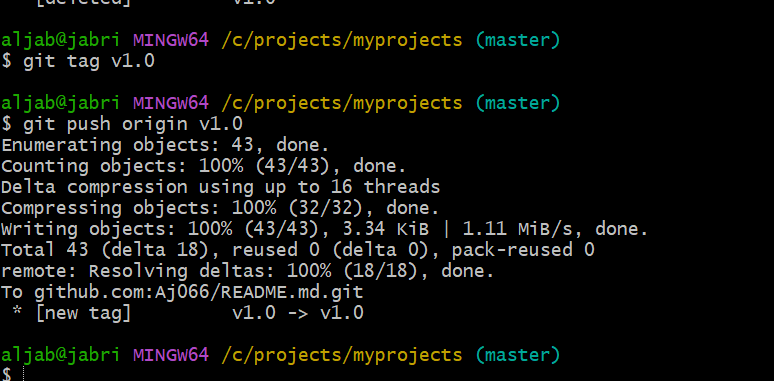 [deleted]         v1.0
aljab@jabri MINGW64 /c/projects/myprojects (master)
$ git tag v1.0
aljab@jabri MINGW64 /c/projects/myprojects (master)
$ git push origin v1.0
Enumerating objects: 43, done.
Counting objects: 100% (43/43), done.
Delta compression using up to 16 threads
Compressing objects: 100% (32/32), done.
Writing objects: 100% (43/43), 3.34 KiB | 1.11 MiB/s, done.
Total 43 (delta 18), reused 0 (delta 0), pack-reused 0
remote: Resolving deltas: 100% (18/18), done.
To github.com:Aj066/README.md.git
 * [new tag]         v1.0 -> v1.0
aljab@jabri MINGW64 /c/projects/myprojects (master)
$